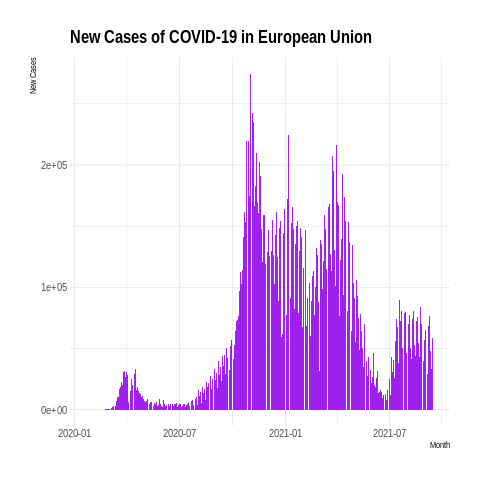 New Cases of COVID-19 in European Union
New Cases
2e+05
1e+05
0e+00
2020-01 2020-07 2021-01 2021-07
Month